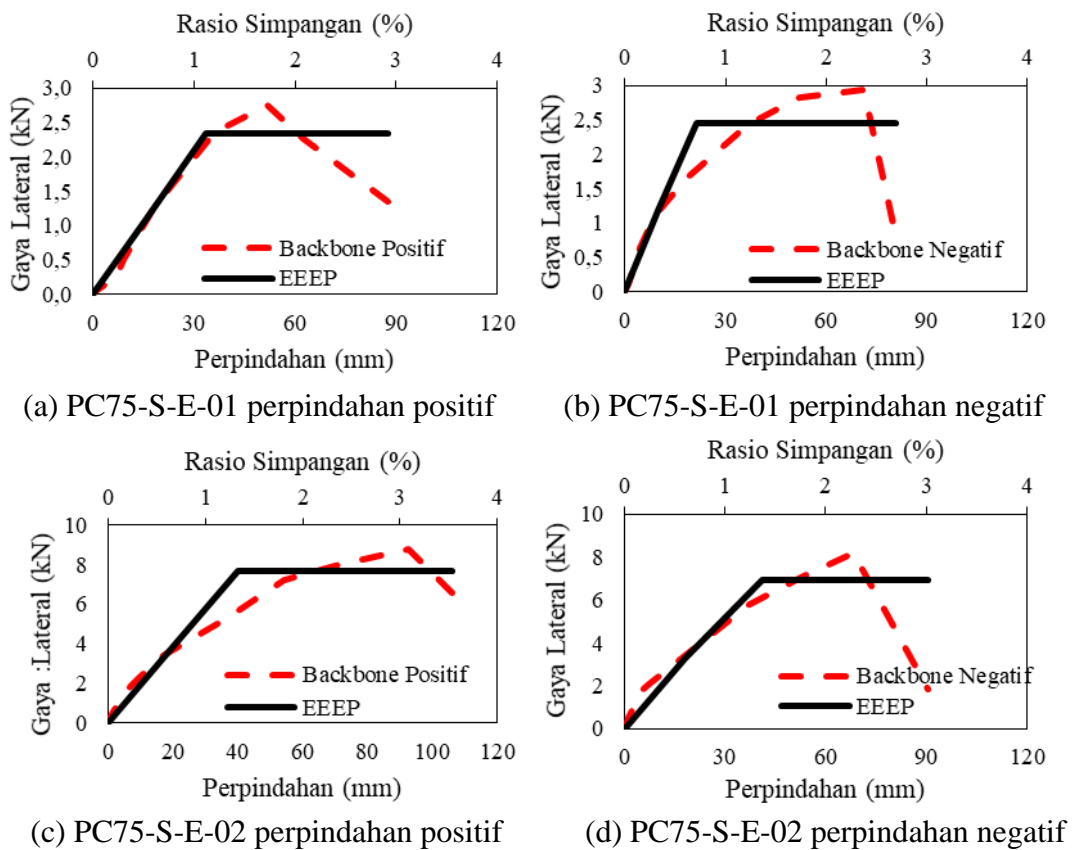 Rasio Simpangan (%)
0 1 2 3 4
3,0
2,5
2,0
1,5
1,0
0,5
0,0
Gaya Lateral (kN)
Backbone Positif
EEEP
0 30 60 90 120
Perpindahan (mm)
(a) PC75-S-E-01 perpindahan positif
Rasio Simpangan (%)
0 1 2 3 4
3
2,5
2
1,5
1
0,5
0
Gaya Lateral (kN)
Backbone Negatif
EEEP
0 30 60 90 120
Perpindahan (mm)
(b) PC75-S-E-01 perpindahan negatif
Rasio Simpangan (%)
0 1 2 3 4
10
8
6
4
2
0
Gaya :Lateral (kN)
Backbone Positif
EEEP
0 20 40 60 80 100 120
Perpindahan (mm)
(c) PC75-S-E-02 perpindahan positif
Rasio Simpangan (%)
0 1 2 3 4
10
8
6
4
2
0
Gaya Lateral (kN)
Backbone Negatif
EEEP
0 30 60 90 120
Perpindahan (mm)
(d) PC75-S-E-02 perpindahan negatif